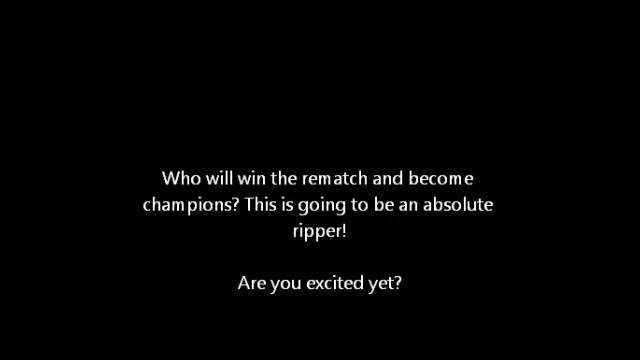 Who will win the rematch and become
champions? This is going to be an absolute
ripper!
Are you excited yet?